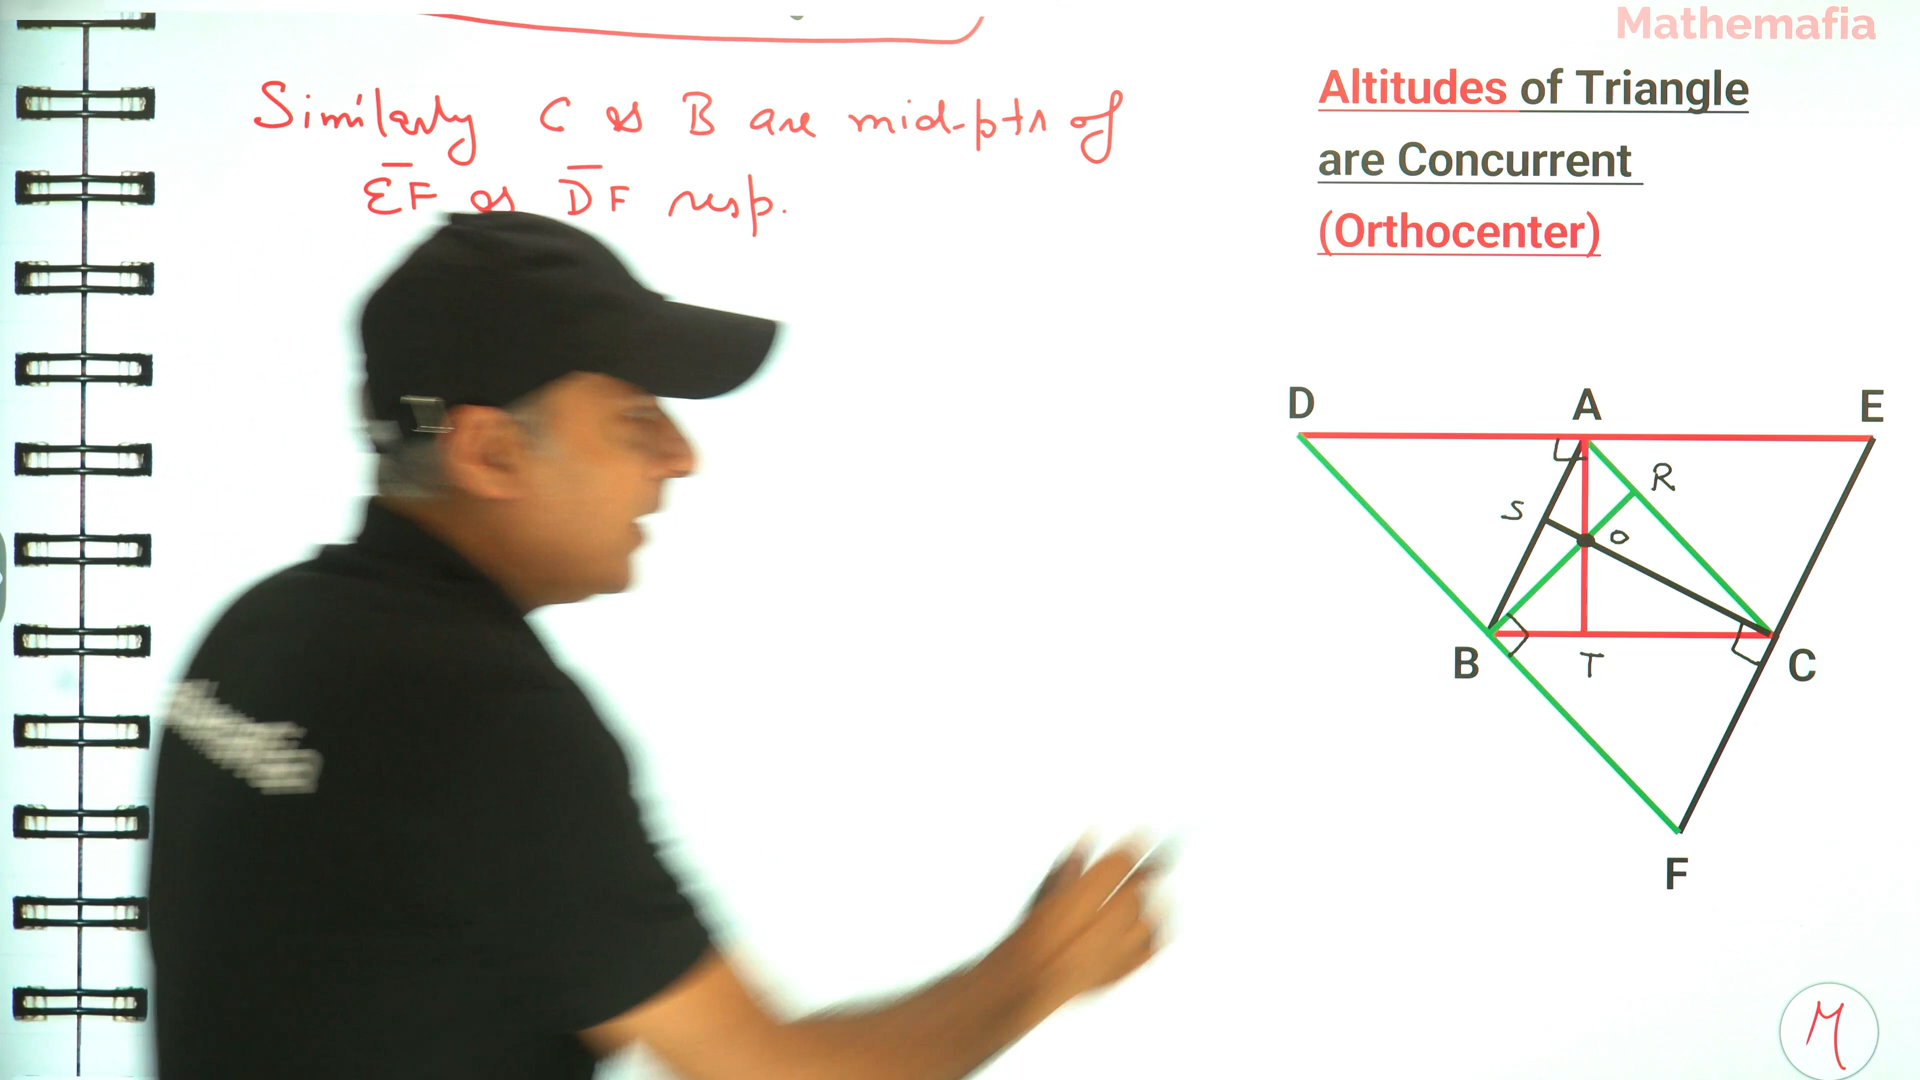 Mathemafia
Similarly C & B are mid-pts of
EF & DF resp.
Altitudes of Triangle
are Concurrent
(Orthocenter)
D A E
R
S
O
B T C
F
M